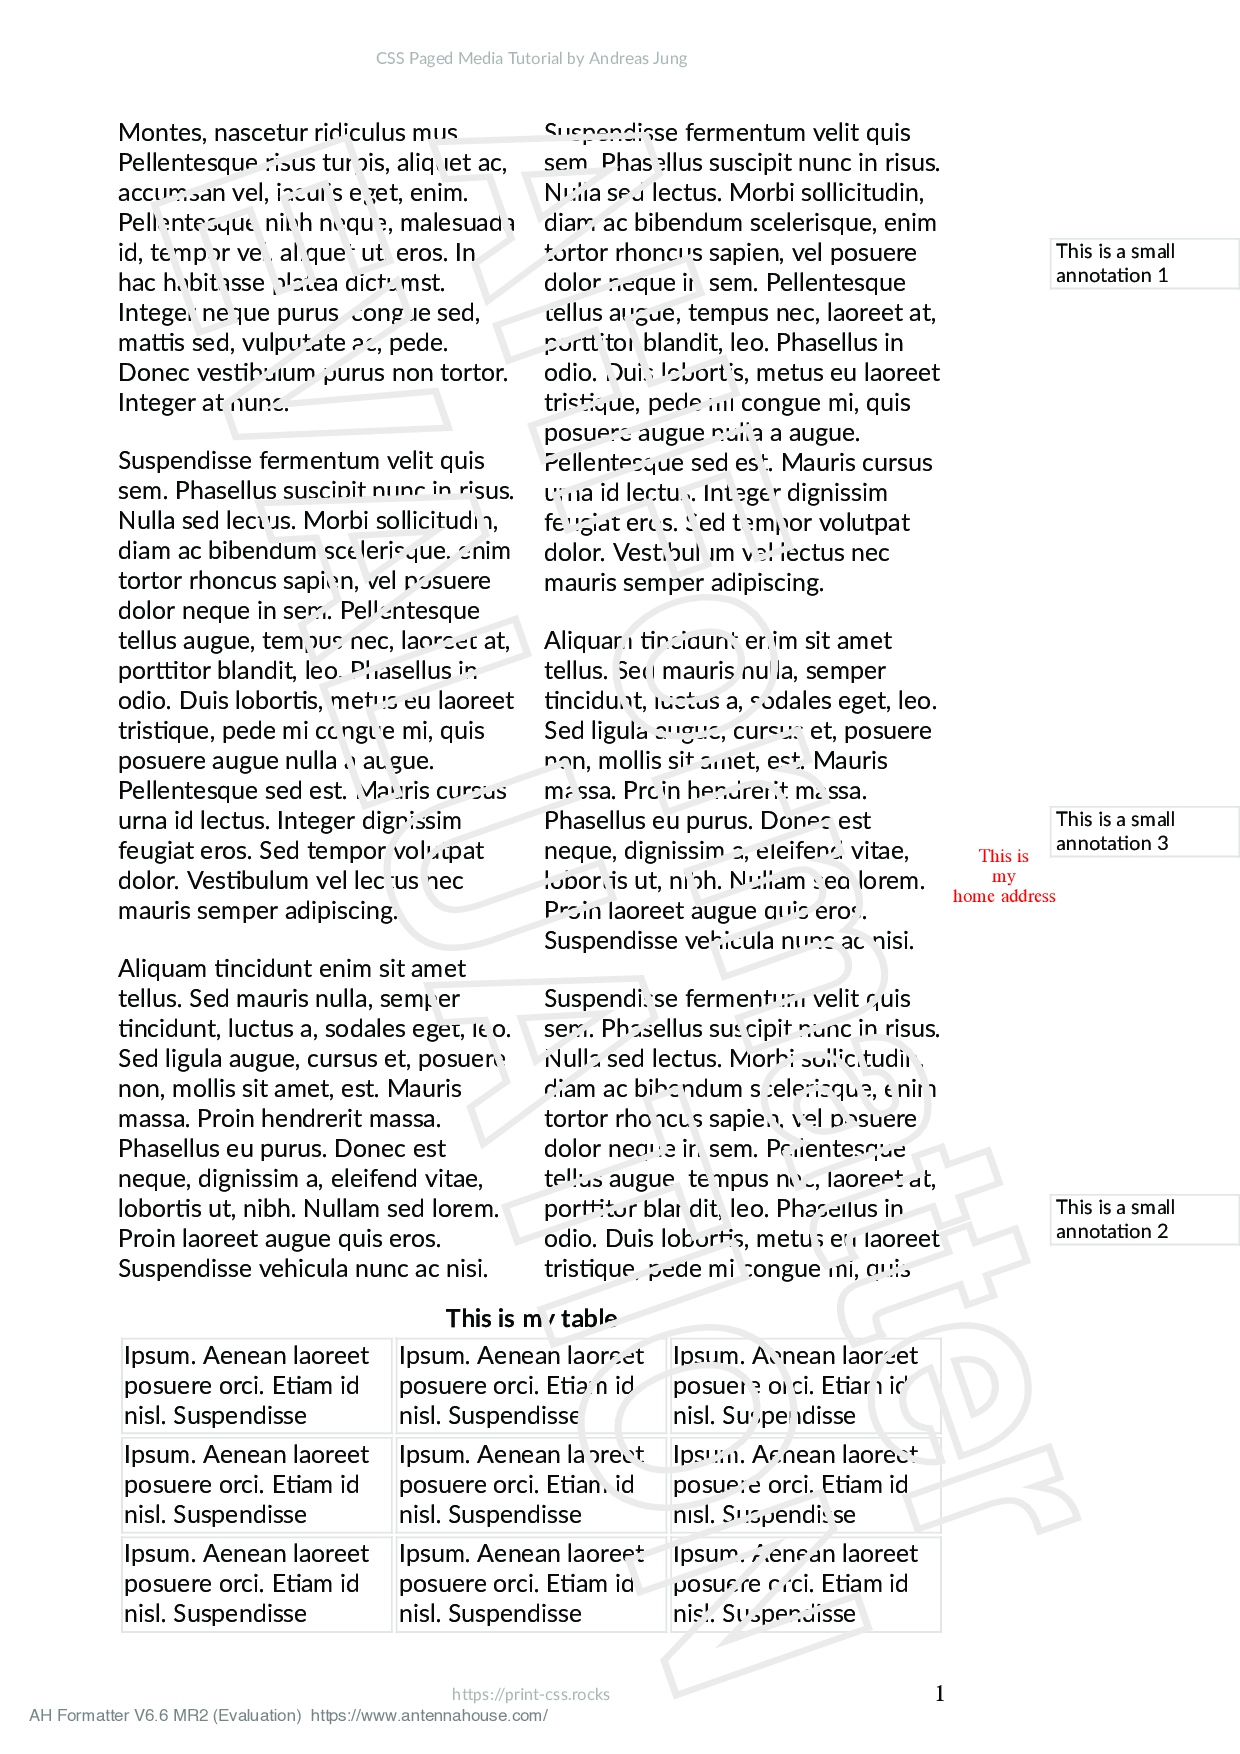 CSS Paged Media Tutorial by Andreas Jung
Montes, nascetur ridiculus mus.
Pellentesque risus turpis, aliquet ac,
accumsan vel, iaculis eget, enim.
Pellentesque nibh neque, malesuada
id, tempor vel, aliquet ut, eros. In
hac habitasse platea dictumst.
Integer neque purus, congue sed,
mattis sed, vulputate ac, pede.
Donec vestibulum purus non tortor.
Integer at nunc.
Suspendisse fermentum velit quis
sem. Phasellus suscipit nunc in risus.
Nulla sed lectus. Morbi sollicitudin,
diam ac bibendum scelerisque, enim
tortor rhoncus sapien, vel posuere
dolor neque in sem. Pellentesque
tellus augue, tempus nec, laoreet at,
porttitor blandit, leo. Phasellus in
odio. Duis lobortis, metus eu laoreet
tristique, pede mi congue mi, quis
posuere augue nulla a augue.
Pellentesque sed est. Mauris cursus
urna id lectus. Integer dignissim
feugiat eros. Sed tempor volutpat
dolor. Vestibulum vel lectus nec
mauris semper adipiscing.
Aliquam tincidunt enim sit amet
tellus. Sed mauris nulla, semper
tincidunt, luctus a, sodales eget, leo.
Sed ligula augue, cursus et, posuere
non, mollis sit amet, est. Mauris
massa. Proin hendrerit massa.
Phasellus eu purus. Donec est
neque, dignissim a, eleifend vitae,
lobortis ut, nibh. Nullam sed lorem.
Proin laoreet augue quis eros.
Suspendisse vehicula nunc ac nisi.
Suspendisse fermentum velit quis
sem. Phasellus suscipit nunc in risus.
Nulla sed lectus. Morbi sollicitudin,
diam ac bibendum scelerisque, enim
tortor rhoncus sapien, vel posuere
dolor neque in sem. Pellentesque
tellus augue, tempus nec, laoreet at,
porttitor blandit, leo. Phasellus in
odio. Duis lobortis, metus eu laoreet
tristique, pede mi congue mi, quis
posuere augue nulla a augue.
Pellentesque sed est. Mauris cursus
urna id lectus. Integer dignissim
feugiat eros. Sed tempor volutpat
dolor. Vestibulum vel lectus nec
mauris semper adipiscing.
Aliquam tincidunt enim sit amet
tellus. Sed mauris nulla, semper
tincidunt, luctus a, sodales eget, leo.
Sed ligula augue, cursus et, posuere
non, mollis sit amet, est. Mauris
massa. Proin hendrerit massa.
Phasellus eu purus. Donec est
neque, dignissim a, eleifend vitae,
lobortis ut, nibh. Nullam sed lorem.
Proin laoreet augue quis eros.
Suspendisse vehicula nunc ac nisi.
Suspendisse fermentum velit quis
sem. Phasellus suscipit nunc in risus.
Nulla sed lectus. Morbi sollicitudin,
diam ac bibendum scelerisque, enim
tortor rhoncus sapien, vel posuere
dolor neque in sem. Pellentesque
tellus augue, tempus nec, laoreet at,
porttitor blandit, leo. Phasellus in
odio. Duis lobortis, metus eu laoreet
tristique, pede mi congue mi, quis
This is a small
annotation 1
This is a small
annotation 3
This is
my
home address
This is a small
annotation 2
This is my table
Ipsum. Aenean laoreet
posuere orci. Etiam id
nisl. Suspendisse
Ipsum. Aenean laoreet
posuere orci. Etiam id
nisl. Suspendisse
Ipsum. Aenean laoreet
posuere orci. Etiam id
nisl. Suspendisse
Ipsum. Aenean laoreet
posuere orci. Etiam id
nisl. Suspendisse
Ipsum. Aenean laoreet
posuere orci. Etiam id
nisl. Suspendisse
Ipsum. Aenean laoreet
posuere orci. Etiam id
nisl. Suspendisse
Ipsum. Aenean laoreet
posuere orci. Etiam id
nisl. Suspendisse
Ipsum. Aenean laoreet
posuere orci. Etiam id
nisl. Suspendisse
Ipsum. Aenean laoreet
posuere orci. Etiam id
nisl. Suspendisse
https://print-css.rocks
1
AH Formatter V6.6 MR2 (Evaluation) https://www.antennahouse.com/
AHFormatter
EVALUATION